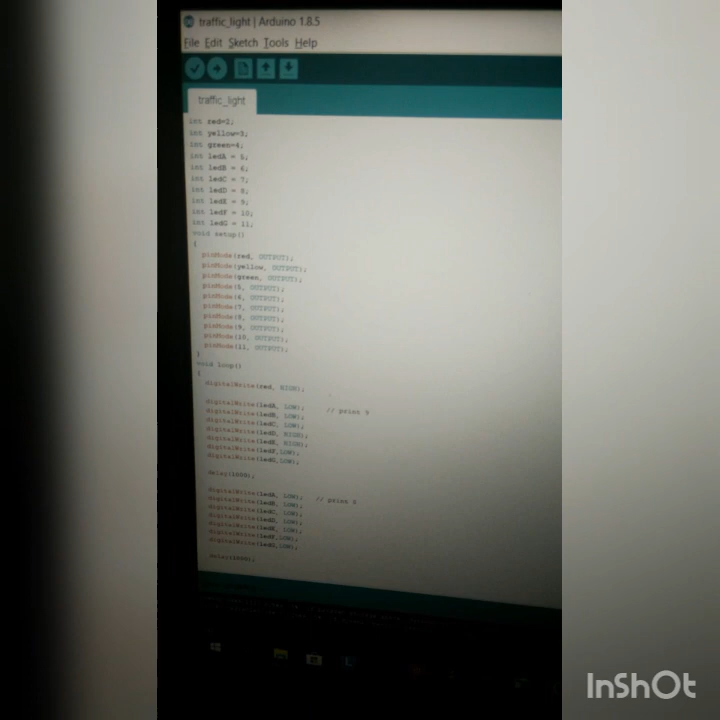 traffic_light | Arduino 1.8.5
File Edit Sketch Tools Help
traffic_light
int red=2;
int yellow=3;
int green=4;
int ledA = 5;
int ledB = 6;
int ledC = 7;
int ledD = 8;
int ledE = 9;
int ledF = 10;
int ledG = 11;
void setup()
{
pinMode(red, OUTPUT);
pinMode(yellow, OUTPUT);
pinMode(green, OUTPUT);
pinMode(5, OUTPUT);
pinMode(6, OUTPUT);
pinMode(7, OUTPUT);
pinMode(8, OUTPUT);
pinMode(9, OUTPUT);
pinMode(10, OUTPUT);
pinMode(11, OUTPUT);
}
void loop()
{
digitalWrite(red, HIGH);
digitalWrite(ledA, LOW); // print 9
digitalWrite(ledB, LOW);
digitalWrite(ledC, LOW);
digitalWrite(ledD, HIGH);
digitalWrite(ledE, HIGH);
digitalWrite(ledF,LOW);
digitalWrite(ledG,LOW);
delay(1000);
digitalWrite(ledA, LOW); // print
digitalWrite(ledB, LOW);
digitalWrite(ledC, LOW);
digitalWrite(ledD, LOW);
digitalWrite(ledE, LOW);
digitalWrite(ledF,LOW);
digitalWrite(ledG,LOW);
delay(1000);
InShOt